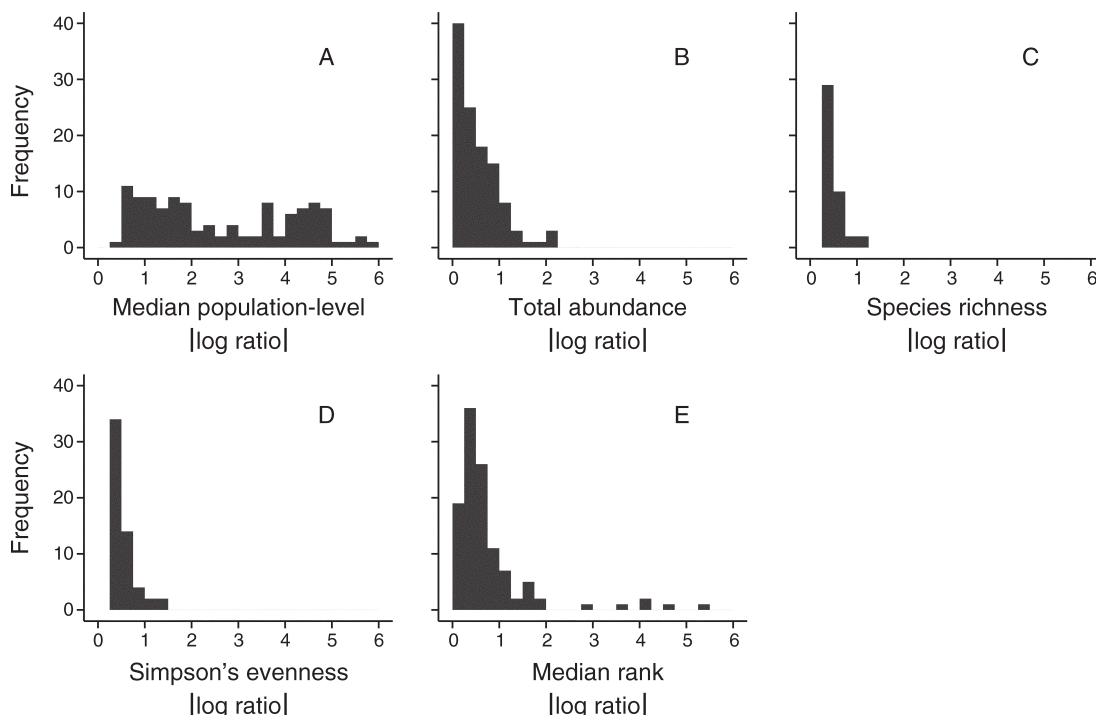 A
B
C
Frequency
40
30
20
10
0
0 1 2 3 4 5 6
0 1 2 3 4 5 6
0 1 2 3 4 5 6
Median population-level
|log ratio|
Total abundance
|log ratio|
Species richness
|log ratio|
D
E
Frequency
40
30
20
10
0
0 1 2 3 4 5 6
0 1 2 3 4 5 6
Simpson’s evenness
|log ratio|
Median rank
|log ratio|